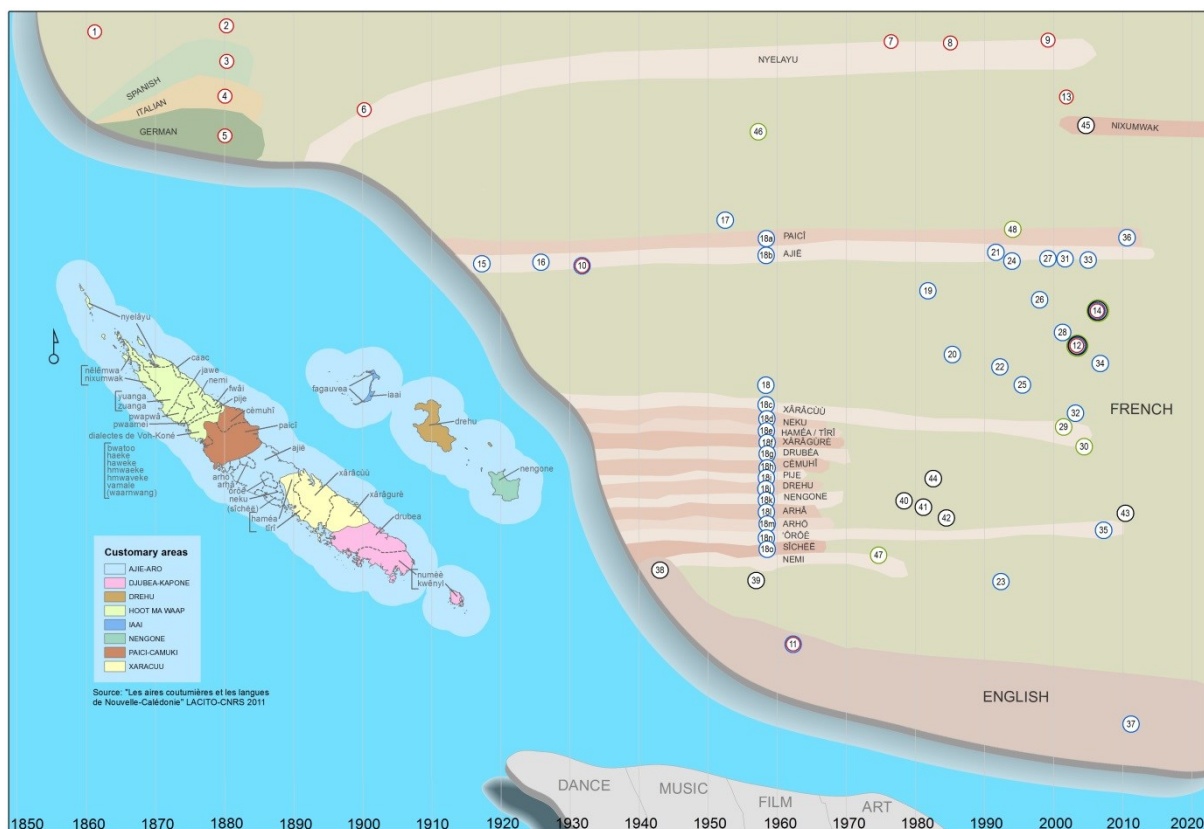 1
2
3
4
5
6
7
8
9
13
SPANISH
ITALIAN
GERMAN
NYELAYU
45
NIXUMWAK
46
17
48
18a
PAICÎ
36
18b
AJIË
15
16
10
21
24
27
31
33
19
26
14
28
12
20
22
34
25
18
FRENCH
18c
XÂRÂCÙÙ
32
18d
NEKU
29
18e
HAMÉA / TÎRÎ
18f
XÂRÂGÙRÈ
30
18g
DRUBÉA
18h
CÈMUHÎ
18i
PIJE
44
18j
DREHU
18k
NENGONE
40
41
42
43
18l
ARHÂ
18m
ARHÖ
35
18n
'ÔRÔÊ
18o
SÎCHËË
NEMI
47
38
39
23
11
ENGLISH
37
nyelâyu
caac
jawe
nemi
fwâi
pije
cèmuhî
paicî
nêlêmwa
nixumwak
yuanga
zuanga
pwapwâ
pwaamei
dialectes de Voh-Koné
bwatoo
haeke
haweke
hmwaeke
hmwaveke
vamale
(waamwang)
ajië
arhö
arhâ
ôrôê
neku
(sîchëë)
haméa
tîrî
xârâcùù
xârâgurè
drubea
numèè
kwênyî
fagauvea
iaai
drehu
nengone
Customary areas
AJIE-ARO
DJUBEA-KAPONE
DREHU
HOOT MA WAAP
IAAI
NENGONE
PAICI-CAMUKI
XARACUU
Source: "Les aires coutumières et les langues
de Nouvelle-Calédonie" LACITO-CNRS 2011
DANCE
MUSIC
FILM
ART
1850 1860 1870 1880 1890 1900 1910 1920 1930 1940 1950 1960 1970 1980 1990 2000 2010 2020